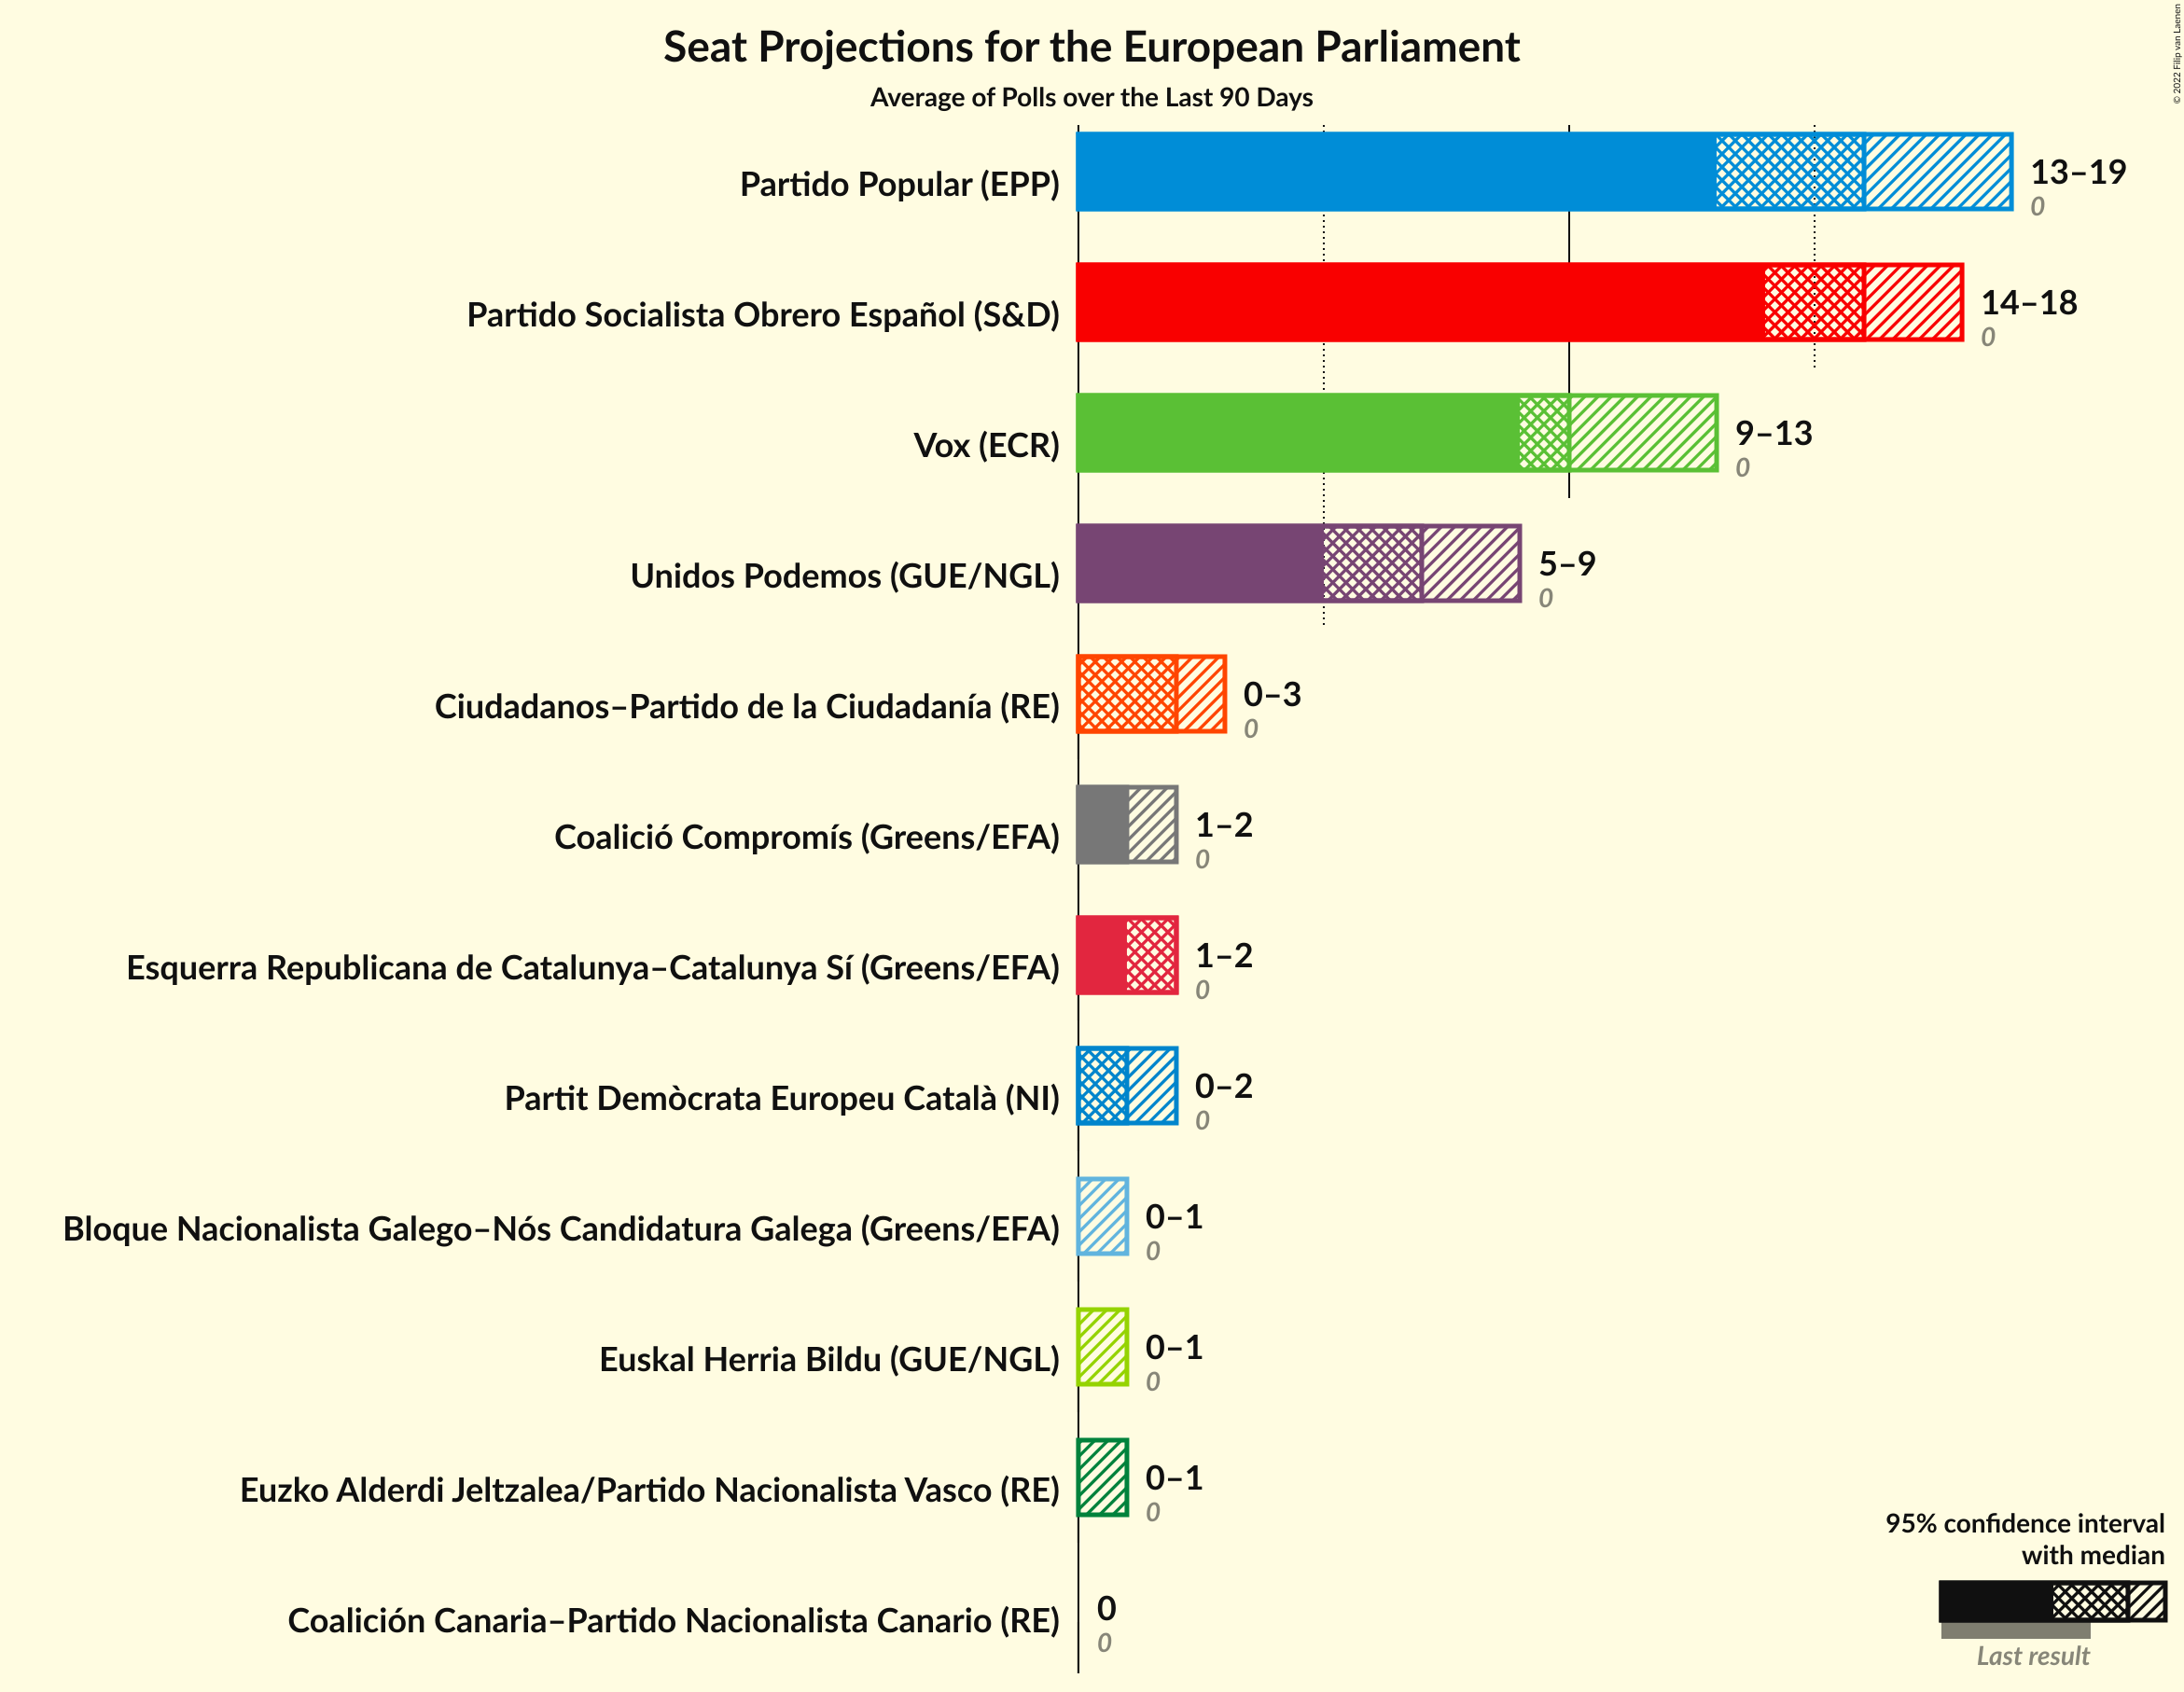 Seat Projections for the European Parliament
Average of Polls over the Last 90 Days
© 2022 Filip van Laenen
Partido Popular (EPP)
13–19
0
Partido Socialista Obrero Español (S&D)
14–18
0
Vox (ECR)
9–13
0
Unidos Podemos (GUE/NGL)
5–9
0
Ciudadanos–Partido de la Ciudadanía (RE)
0–3
0
Coalició Compromís (Greens/EFA)
1–2
0
Esquerra Republicana de Catalunya–Catalunya Sí (Greens/EFA)
1–2
0
Partit Demòcrata Europeu Català (NI)
0–2
0
Bloque Nacionalista Galego–Nós Candidatura Galega (Greens/EFA)
0–1
0
Euskal Herria Bildu (GUE/NGL)
0–1
0
Euzko Alderdi Jeltzalea/Partido Nacionalista Vasco (RE)
0–1
0
Coalición Canaria–Partido Nacionalista Canario (RE)
0
0
95% confidence interval
with median
Last result